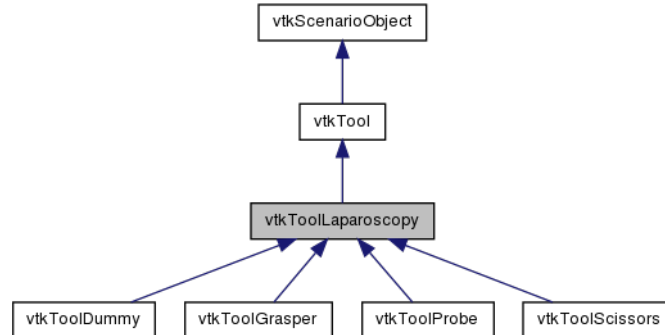 vtkScenarioObject
vtkTool
vtkToolLaparoscopy
vtkToolDummy
vtkToolGrasper
vtkToolProbe
vtkToolScissors